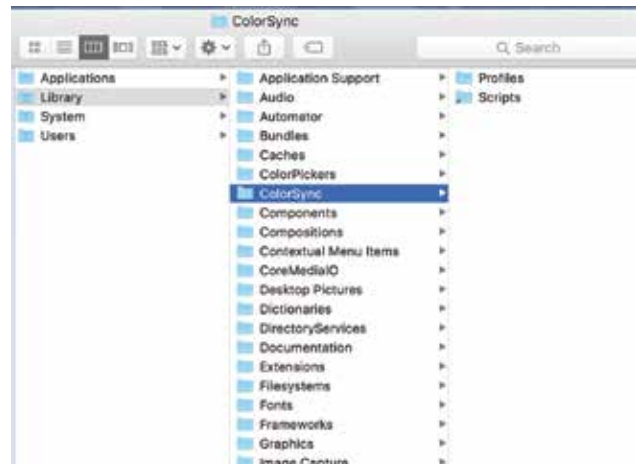 ColorSync
Search
Applications
Library
System
Users
Application Support
Audio
Automator
Bundles
Caches
ColorPickers
ColorSync
Components
Compositions
Contextual Menu Items
CoreMediaIO
Desktop Pictures
Dictionaries
DirectoryServices
Documentation
Extensions
Filesystems
Fonts
Frameworks
Graphics
Image Capture
Profiles
Scripts